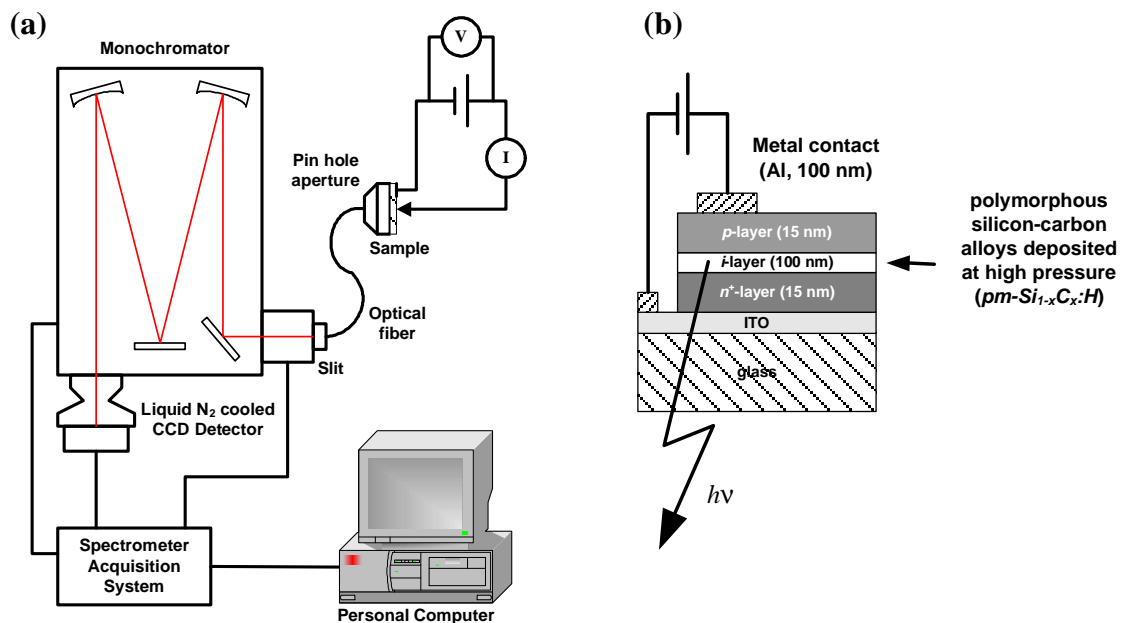 (a)
Monochromator
V
I
Pin hole
aperture
Sample
Optical
fiber
Slit
Liquid N₂ cooled
CCD Detector
Spectrometer
Acquisition
System
Personal Computer
(b)
Metal contact
(Al, 100 nm)
p-layer (15 nm)
i-layer (100 nm)
n⁺-layer (15 nm)
ITO
glass
hν
polymorphous
silicon-carbon
alloys deposited
at high pressure
(pm-Si₁₋ₓCₓ:H)